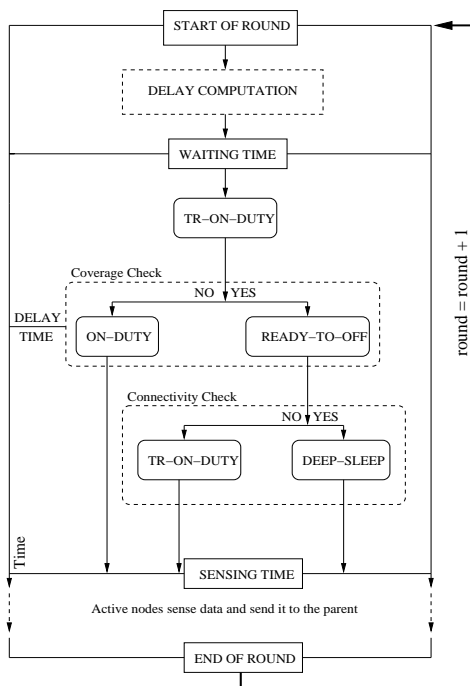 START OF ROUND
DELAY COMPUTATION
WAITING TIME
TR–ON–DUTY
Coverage Check
NO YES
DELAY
TIME
ON–DUTY
READY–TO–OFF
Connectivity Check
NO YES
TR–ON–DUTY
DEEP–SLEEP
Time
SENSING TIME
Active nodes sense data and send it to the parent
END OF ROUND
round = round + 1